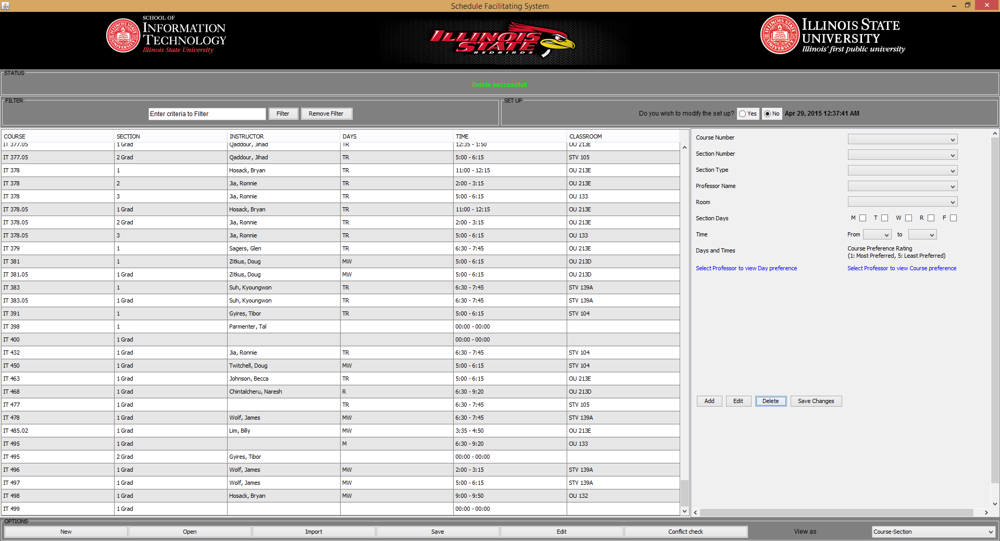 Schedule Facilitating System
SCHOOL OF
INFORMATION
TECHNOLOGY
Illinois State University
ILLINOIS
STATE
REDBIRDS
ILLINOIS STATE
UNIVERSITY
Illinois' first public university
STATUS
Delete successfull
FILTER
Enter criteria to Filter Filter Remove Filter
SET UP
Do you wish to modify the set up? Yes No Apr 29, 2015 12:37:41 AM
COURSE SECTION INSTRUCTOR DAYS TIME CLASSROOM
IT 377.05 1 Grad Qaddour, Jihad TR 12:35 - 1:50 OU 213E
IT 377.05 2 Grad Qaddour, Jihad TR 5:00 - 6:15 STV 105
IT 378 1 Hosack, Bryan TR 11:00 - 12:15 OU 213E
IT 378 2 Jia, Ronnie TR 2:00 - 3:15 OU 213E
IT 378 3 Jia, Ronnie TR 5:00 - 6:15 OU 133
IT 378.05 1 Grad Hosack, Bryan TR 11:00 - 12:15 OU 213E
IT 378.05 2 Grad Jia, Ronnie TR 2:00 - 3:15 OU 213E
IT 378.05 3 Jia, Ronnie TR 5:00 - 6:15 OU 133
IT 379 1 Sagers, Glen TR 6:30 - 7:45 OU 213E
IT 381 1 Zitkus, Doug MW 5:00 - 6:15 OU 213D
IT 381.05 1 Grad Zitkus, Doug MW 5:00 - 6:15 OU 213D
IT 383 1 Suh, Kyoungwon TR 6:30 - 7:45 STV 139A
IT 383.05 1 Grad Suh, Kyoungwon TR 6:30 - 7:45 STV 139A
IT 391 1 Gyires, Tibor TR 5:00 - 6:15 STV 104
IT 398 1 Parmenter, Tal 00:00 - 00:00
IT 400 1 Grad 00:00 - 00:00
IT 432 1 Grad Jia, Ronnie TR 6:30 - 7:45 STV 104
IT 450 1 Grad Twitchell, Doug MW 5:00 - 6:15 STV 104
IT 463 1 Grad Johnson, Becca TR 5:00 - 6:15 OU 213E
IT 468 1 Grad Chintalcheru, Naresh R 6:30 - 9:20 OU 213D
IT 477 1 Grad TR 6:30 - 7:45 STV 105
IT 478 1 Grad Wolf, James MW 6:30 - 7:45 STV 139A
IT 485.02 1 Grad Lim, Billy MW 3:35 - 4:50 OU 213E
IT 495 1 Grad M 6:30 - 9:20 OU 133
IT 495 2 Grad Gyires, Tibor 00:00 - 00:00
IT 496 1 Grad Wolf, James MW 2:00 - 3:15 STV 139A
IT 497 1 Grad Wolf, James MW 5:00 - 6:15 STV 139A
IT 498 1 Grad Hosack, Bryan MW 9:00 - 9:50 OU 132
IT 499 1 Grad 00:00 - 00:00
Course Number
Section Number
Section Type
Professor Name
Room
Section Days M T W R F
Time From to
Days and Times Course Preference Rating
(1: Most Preferred, 5: Least Preferred)
Select Professor to view Day preference Select Professor to view Course preference
Add Edit Delete Save Changes
OPTIONS
New Open Import Save Edit Conflict check View as Course-Section